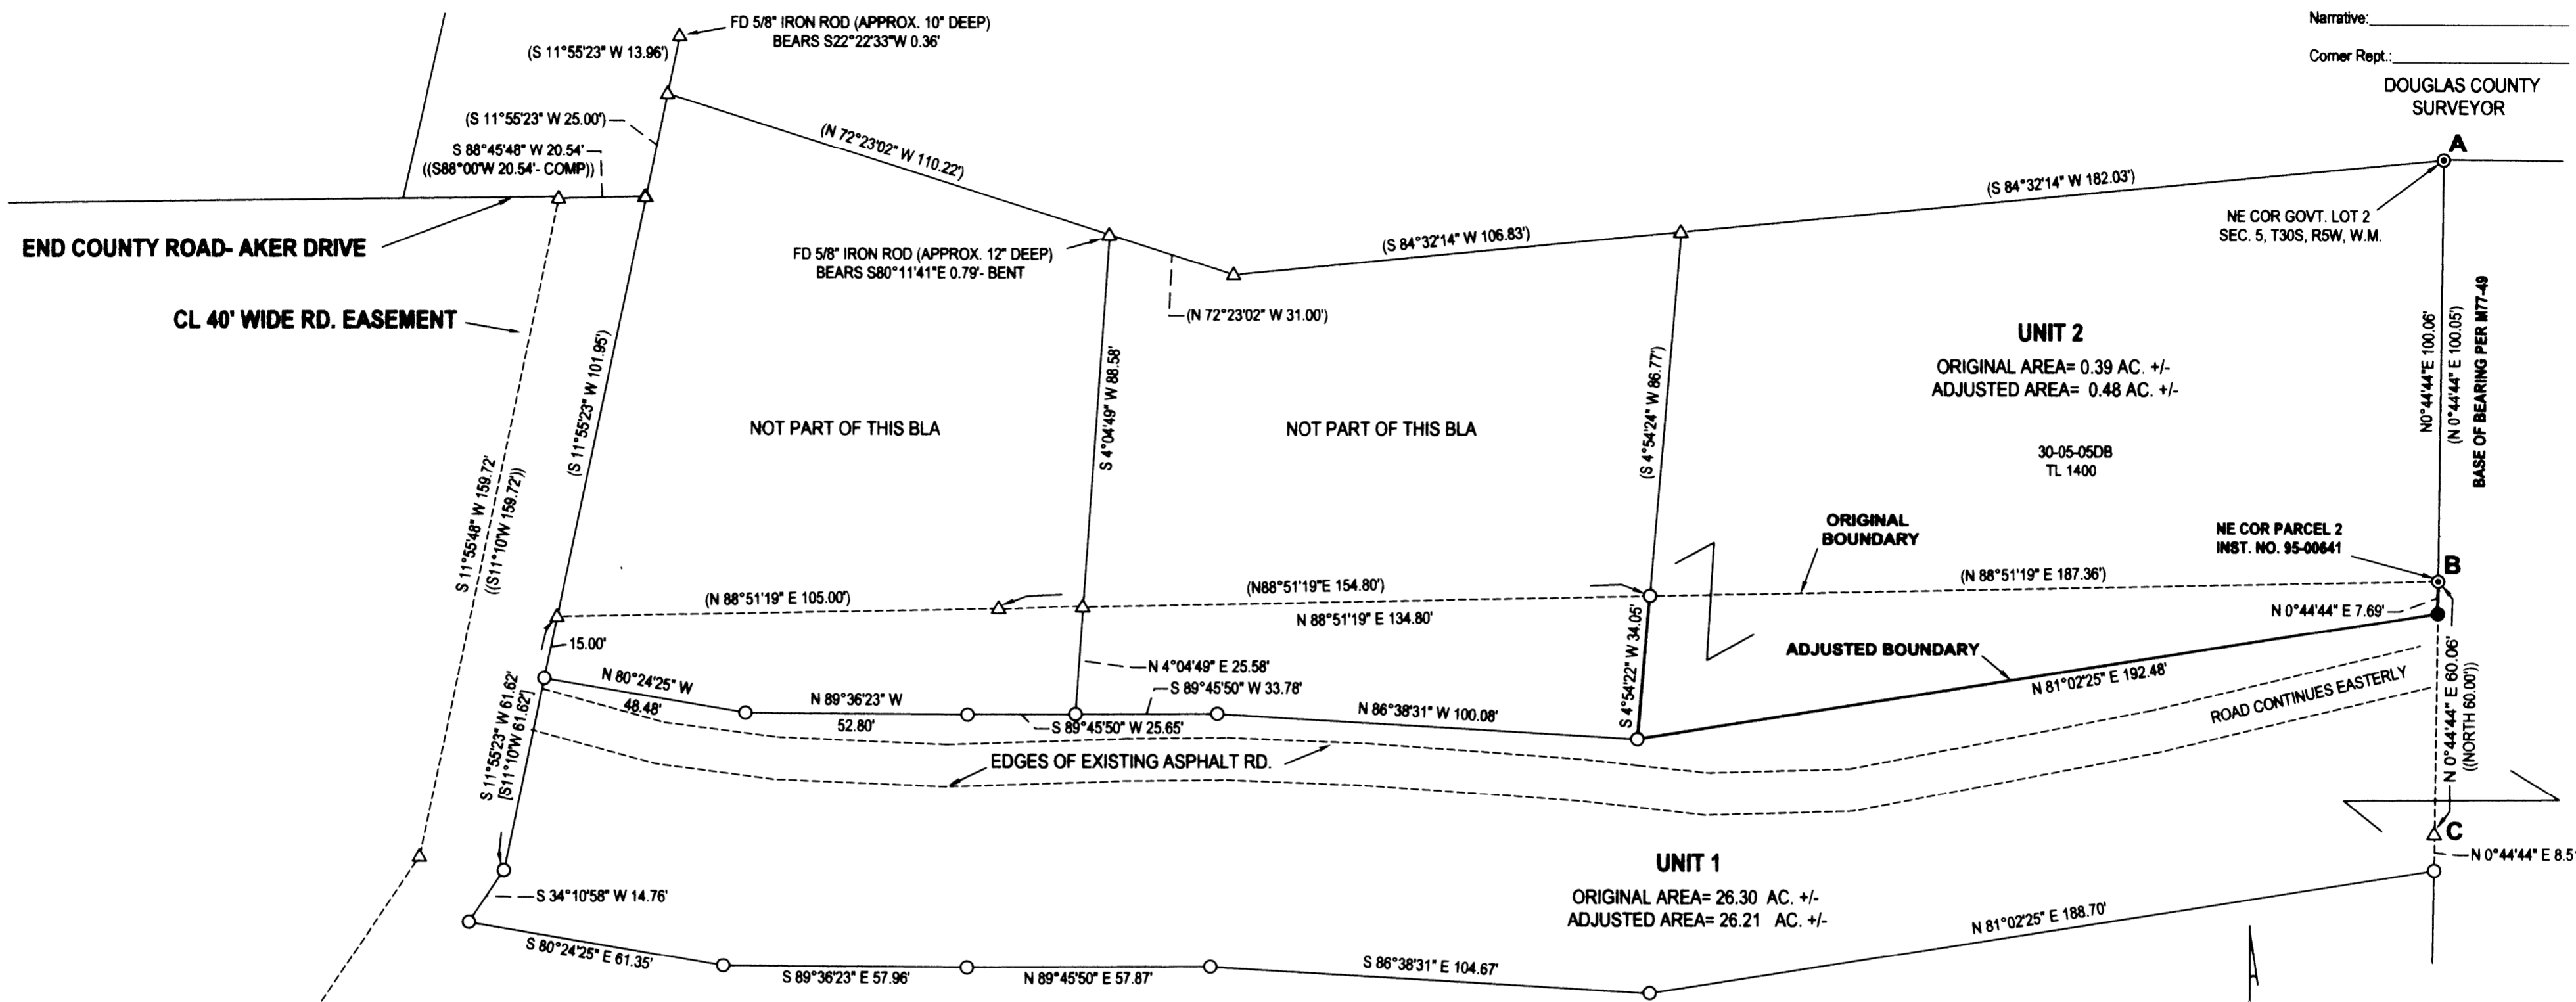 Narrative:
Corner Rept.:
DOUGLAS COUNTY
SURVEYOR
FD 5/8" IRON ROD (APPROX. 10" DEEP)
BEARS S22°22'33"W 0.36'
(S 11°55'23" W 13.96')
(S 11°55'23" W 25.00')
S 88°45'48" W 20.54'
((S88°00'W 20.54'- COMP))
(N 72°23'02" W 110.22')
A
(S 84°32'14" W 182.03')
NE COR GOVT. LOT 2
SEC. 5, T30S, R5W, W.M.
END COUNTY ROAD- AKER DRIVE
(S 84°32'14" W 106.83')
FD 5/8" IRON ROD (APPROX. 12" DEEP)
BEARS S80°11'41"E 0.79'- BENT
CL 40' WIDE RD. EASEMENT
(N 72°23'02" W 31.00')
UNIT 2
ORIGINAL AREA= 0.39 AC. +/-
ADJUSTED AREA= 0.48 AC. +/-
N0°44'44"E 100.06'
(N 0°44'44" E 100.05')
BASE OF BEARING PER M77-49
(S 11°55'23" W 101.95')
S 4°04'49" W 88.58'
(S 4°54'24" W 86.77')
NOT PART OF THIS BLA
NOT PART OF THIS BLA
30-05-05DB
TL 1400
S 11°55'48" W 159.72'
((S11°10'W 159.72'))
ORIGINAL
BOUNDARY
NE COR PARCEL 2
INST. NO. 95-00641
B
(N 88°51'19" E 105.00')
(N88°51'19"E 154.80')
(N 88°51'19" E 187.36')
N 88°51'19" E 134.80'
N 0°44'44" E 7.69'
15.00'
S 4°54'22" W 34.05'
ADJUSTED BOUNDARY
N 4°04'49" E 25.58'
N 80°24'25" W
48.48'
N 89°36'23" W
52.80'
S 89°45'50" W 33.78'
S 89°45'50" W 25.65'
N 86°38'31" W 100.08'
N 81°02'25" E 192.48'
ROAD CONTINUES EASTERLY
S 11°55'23" W 61.62'
[S11°10'W 61.62']
EDGES OF EXISTING ASPHALT RD.
N 0°44'44" E 60.06'
((NORTH 60.00'))
C
N 0°44'44" E 8.5
UNIT 1
ORIGINAL AREA= 26.30 AC. +/-
ADJUSTED AREA= 26.21 AC. +/-
S 34°10'58" W 14.76'
N 81°02'25" E 188.70'
S 80°24'25" E 61.35'
S 89°36'23" E 57.96'
N 89°45'50" E 57.87'
S 86°38'31" E 104.67'